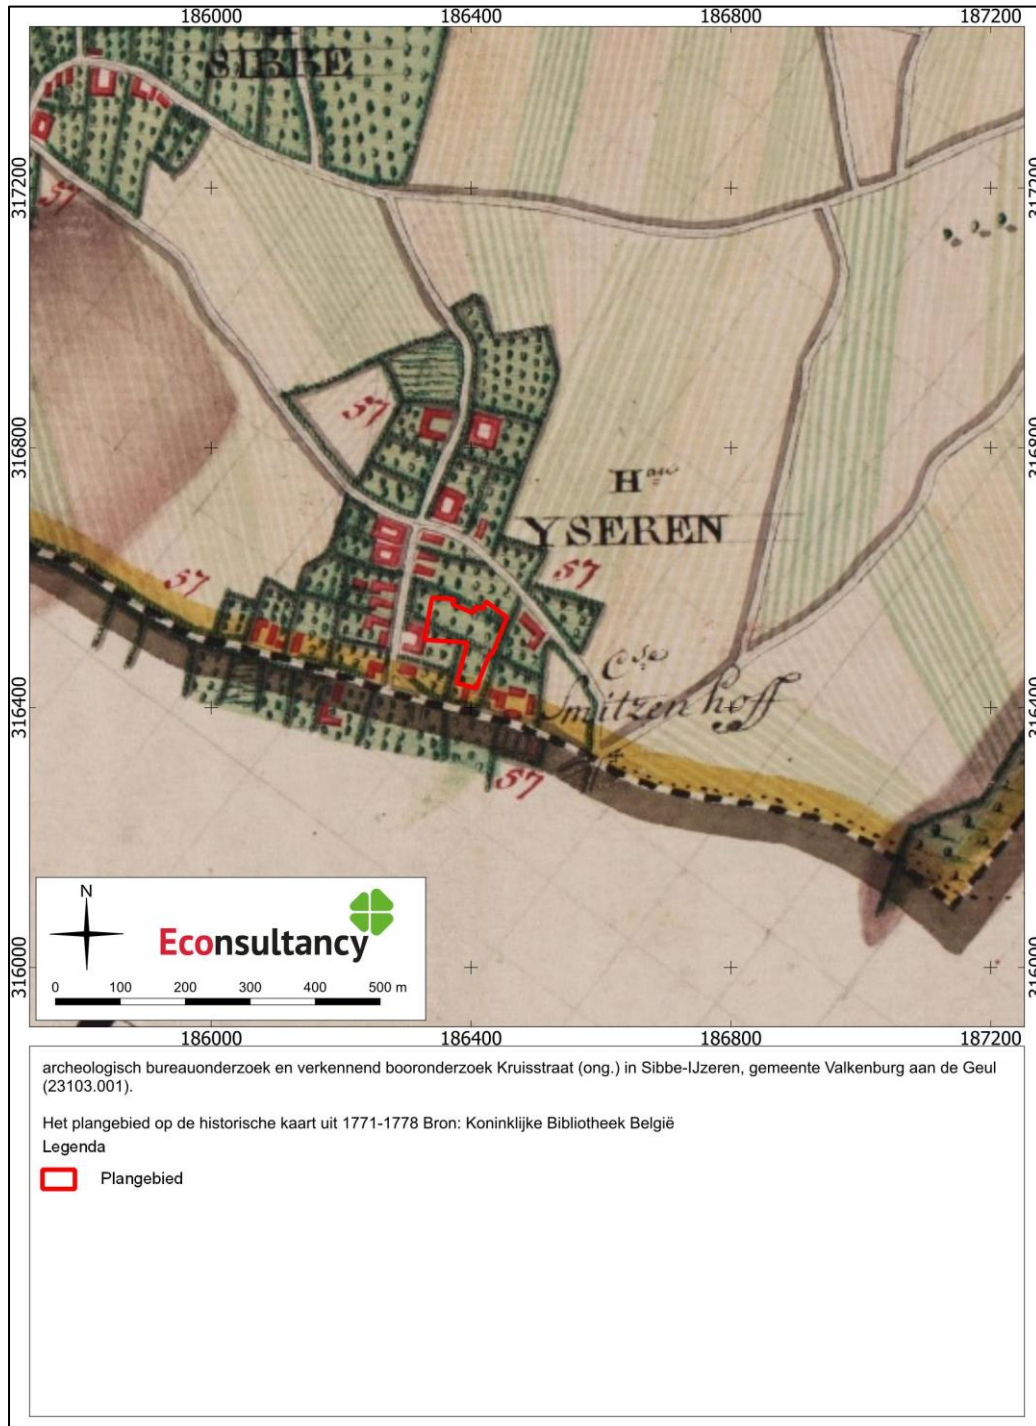 186000 186400 186800 187200
SIBBE
317200 317200
57
57
316800 316800
H
YSEREN
57 57
Smitzen hoff
316400 316400
57
N
Econsultancy
0 100 200 300 400 500 m
316000 316000
186000 186400 186800 187200
archeologisch bureauonderzoek en verkennend booronderzoek Kruisstraat (ong.) in Sibbe-IJzeren, gemeente Valkenburg aan de Geul
(23103.001).
Het plangebied op de historische kaart uit 1771-1778 Bron: Koninklijke Bibliotheek België
Legenda
Plangebied